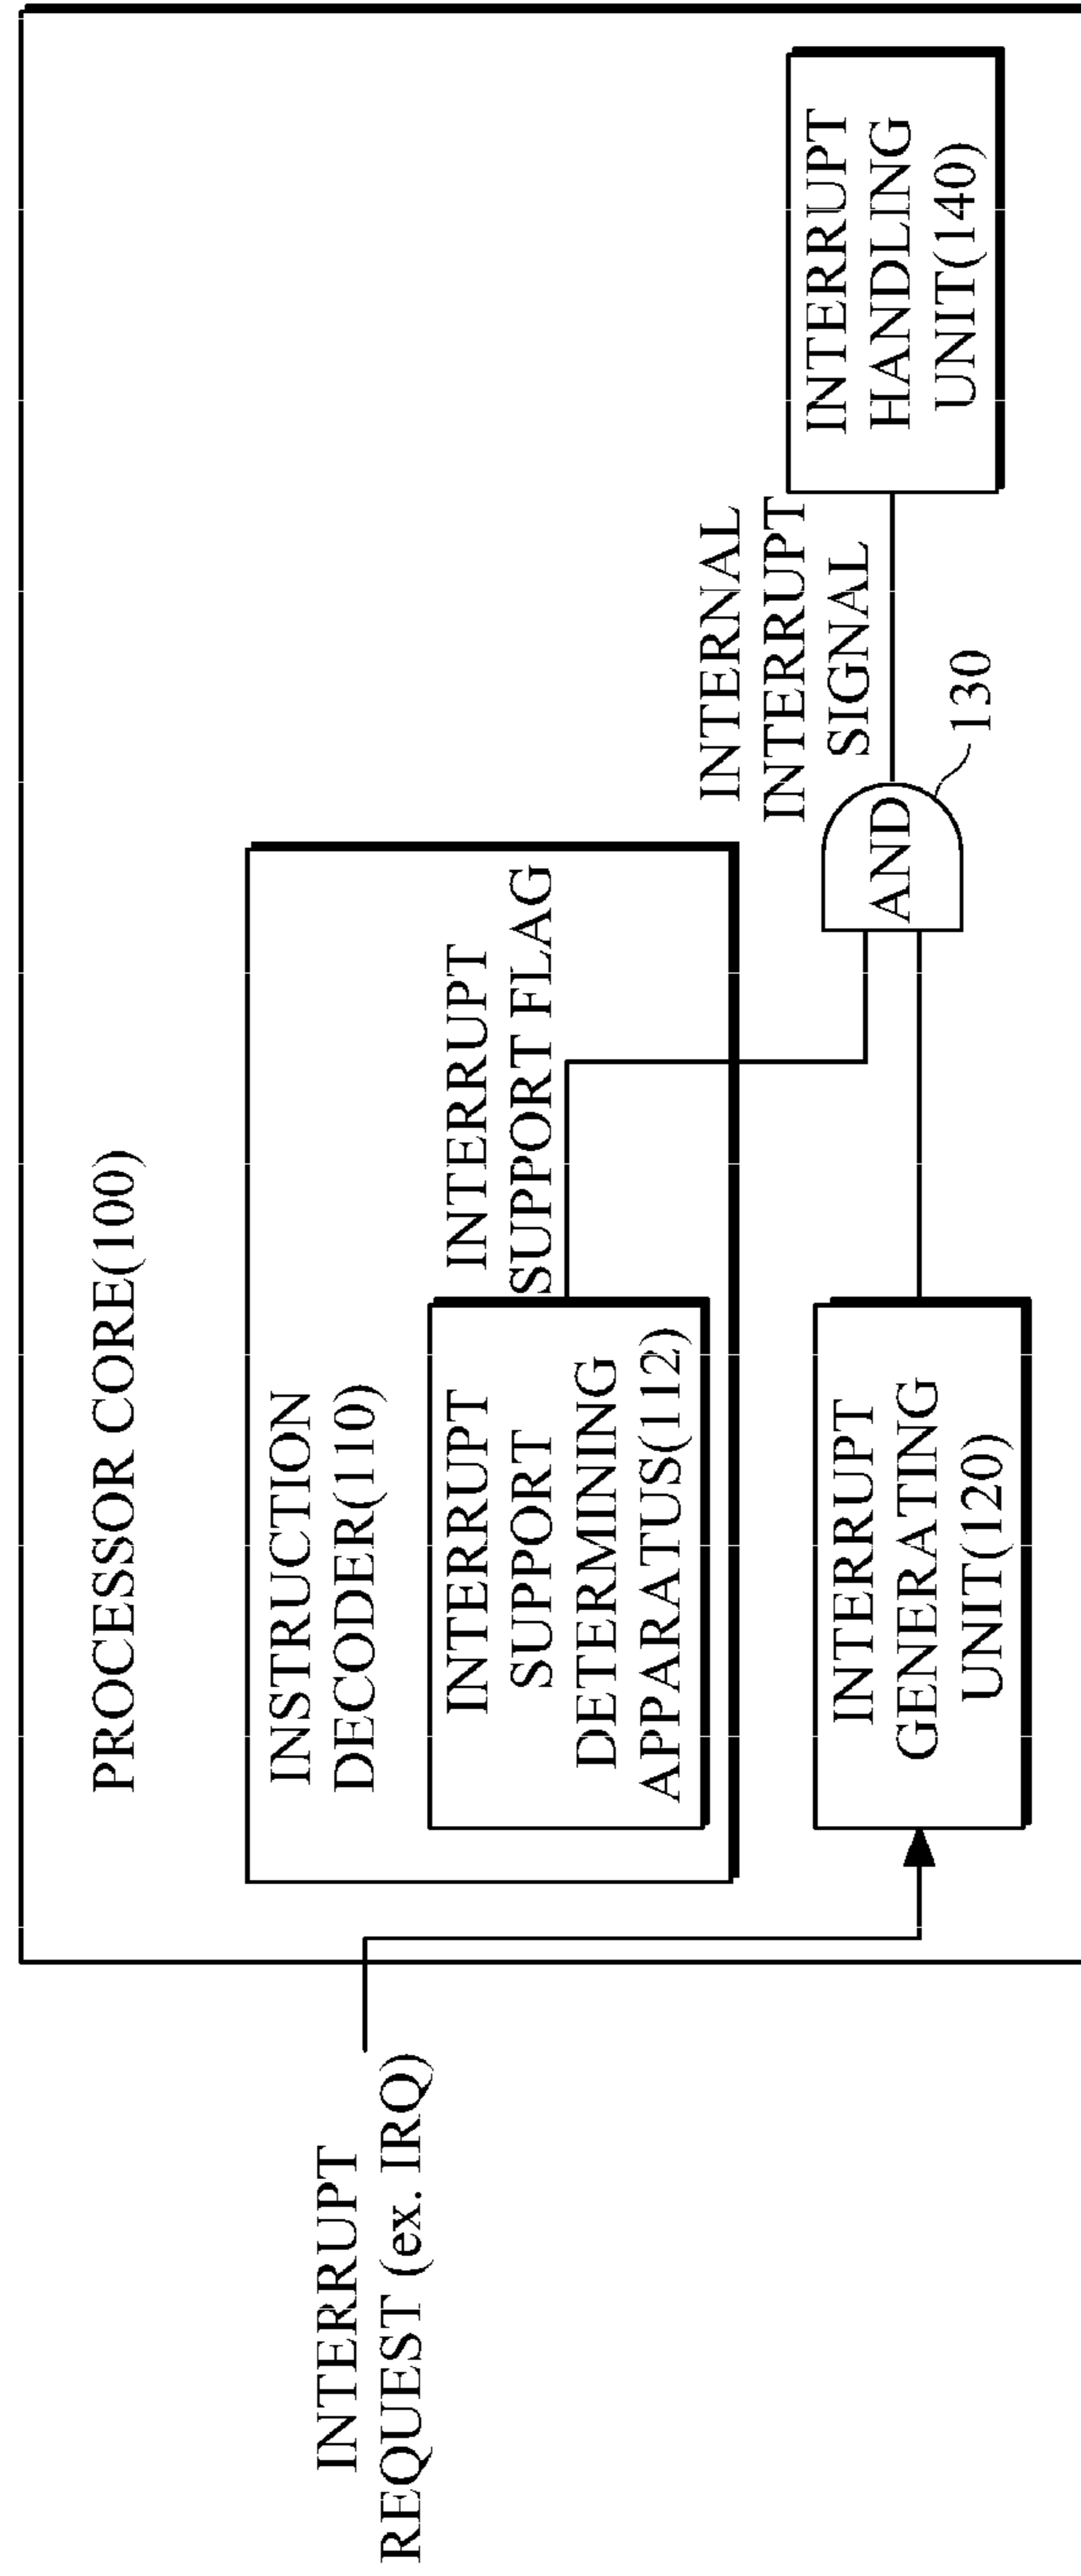 PROCESSOR CORE(100)
INSTRUCTION
DECODER(110)
INTERRUPT
REQUEST (ex. IRQ)
INTERRUPT
SUPPORT
DETERMINING
APPARATUS(112)
INTERRUPT
SUPPORT FLAG
INTERRUPT
GENERATING
UNIT(120)
AND
130
INTERNAL
INTERRUPT
SIGNAL
INTERRUPT
HANDLING
UNIT(140)